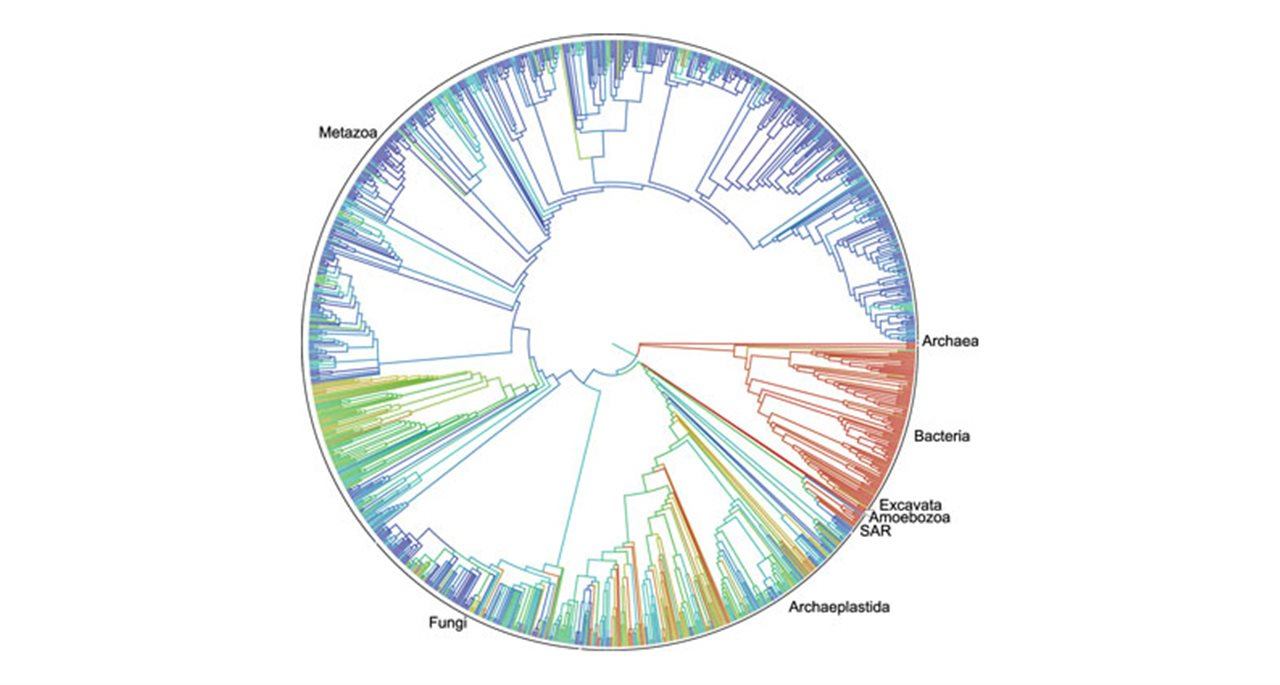 Metazoa
Archaea
Bacteria
Excavata
Amoebozoa
SAR
Archaeplastida
Fungi